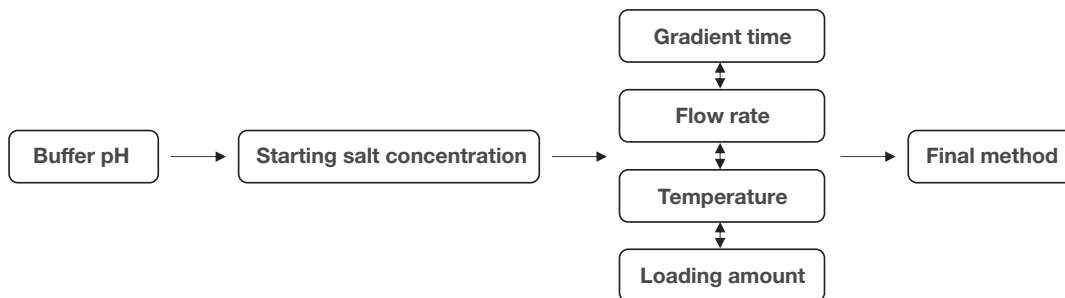 Buffer pH
Starting salt concentration
Gradient time
Flow rate
Temperature
Loading amount
Final method